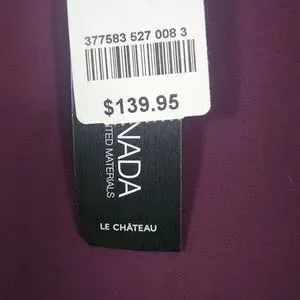 377583 527 008 3
$139.95
NADA
TED MATERIALS
LE CHÂTEAU